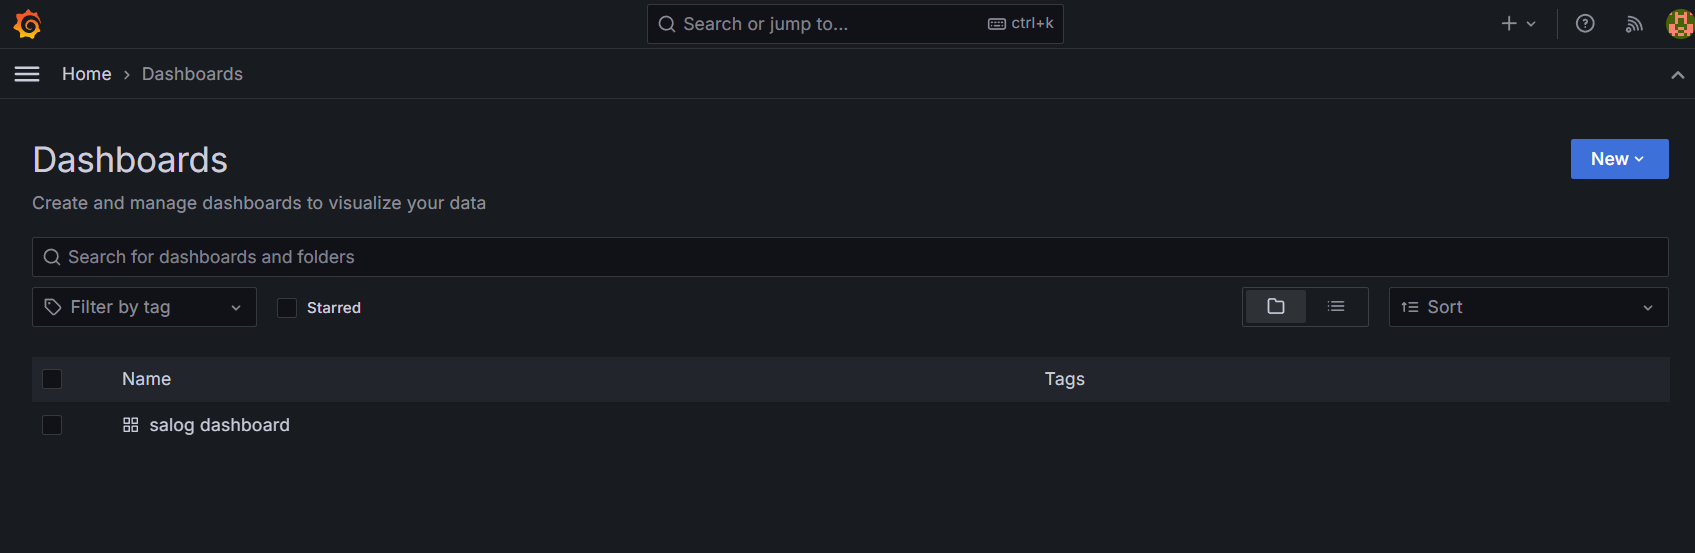 Search or jump to...
ctrl+k
Home
Dashboards
Dashboards
New
Create and manage dashboards to visualize your data
Search for dashboards and folders
Filter by tag
Starred
Sort
Name
Tags
salog dashboard